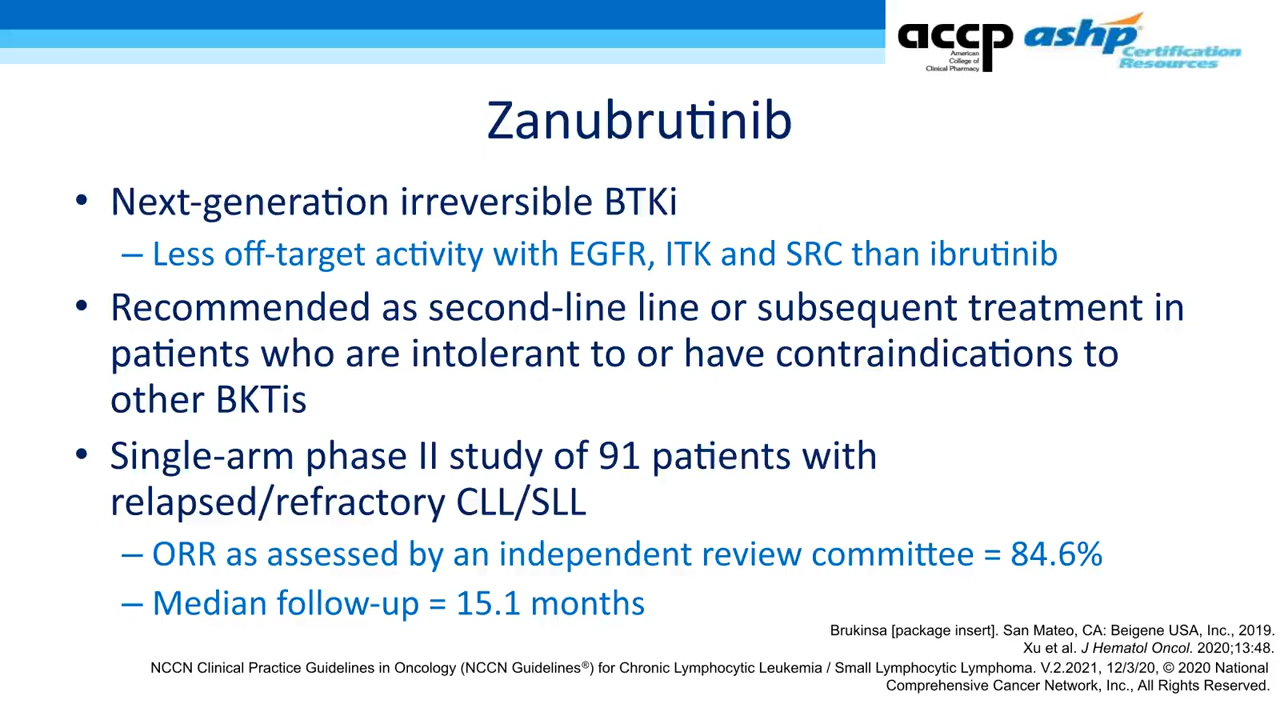 accp
American
College of
Clinical Pharmacy
ashp
Certification
Resources
Zanubrutinib
• Next-generation irreversible BTKi
– Less off-target activity with EGFR, ITK and SRC than ibrutinib
• Recommended as second-line line or subsequent treatment in
patients who are intolerant to or have contraindications to
other BKTis
• Single-arm phase II study of 91 patients with
relapsed/refractory CLL/SLL
– ORR as assessed by an independent review committee = 84.6%
– Median follow-up = 15.1 months
Brukinsa [package insert]. San Mateo, CA: Beigene USA, Inc., 2019.
Xu et al. J Hematol Oncol. 2020;13:48.
NCCN Clinical Practice Guidelines in Oncology (NCCN Guidelines®) for Chronic Lymphocytic Leukemia / Small Lymphocytic Lymphoma. V.2.2021, 12/3/20, © 2020 National
Comprehensive Cancer Network, Inc., All Rights Reserved.